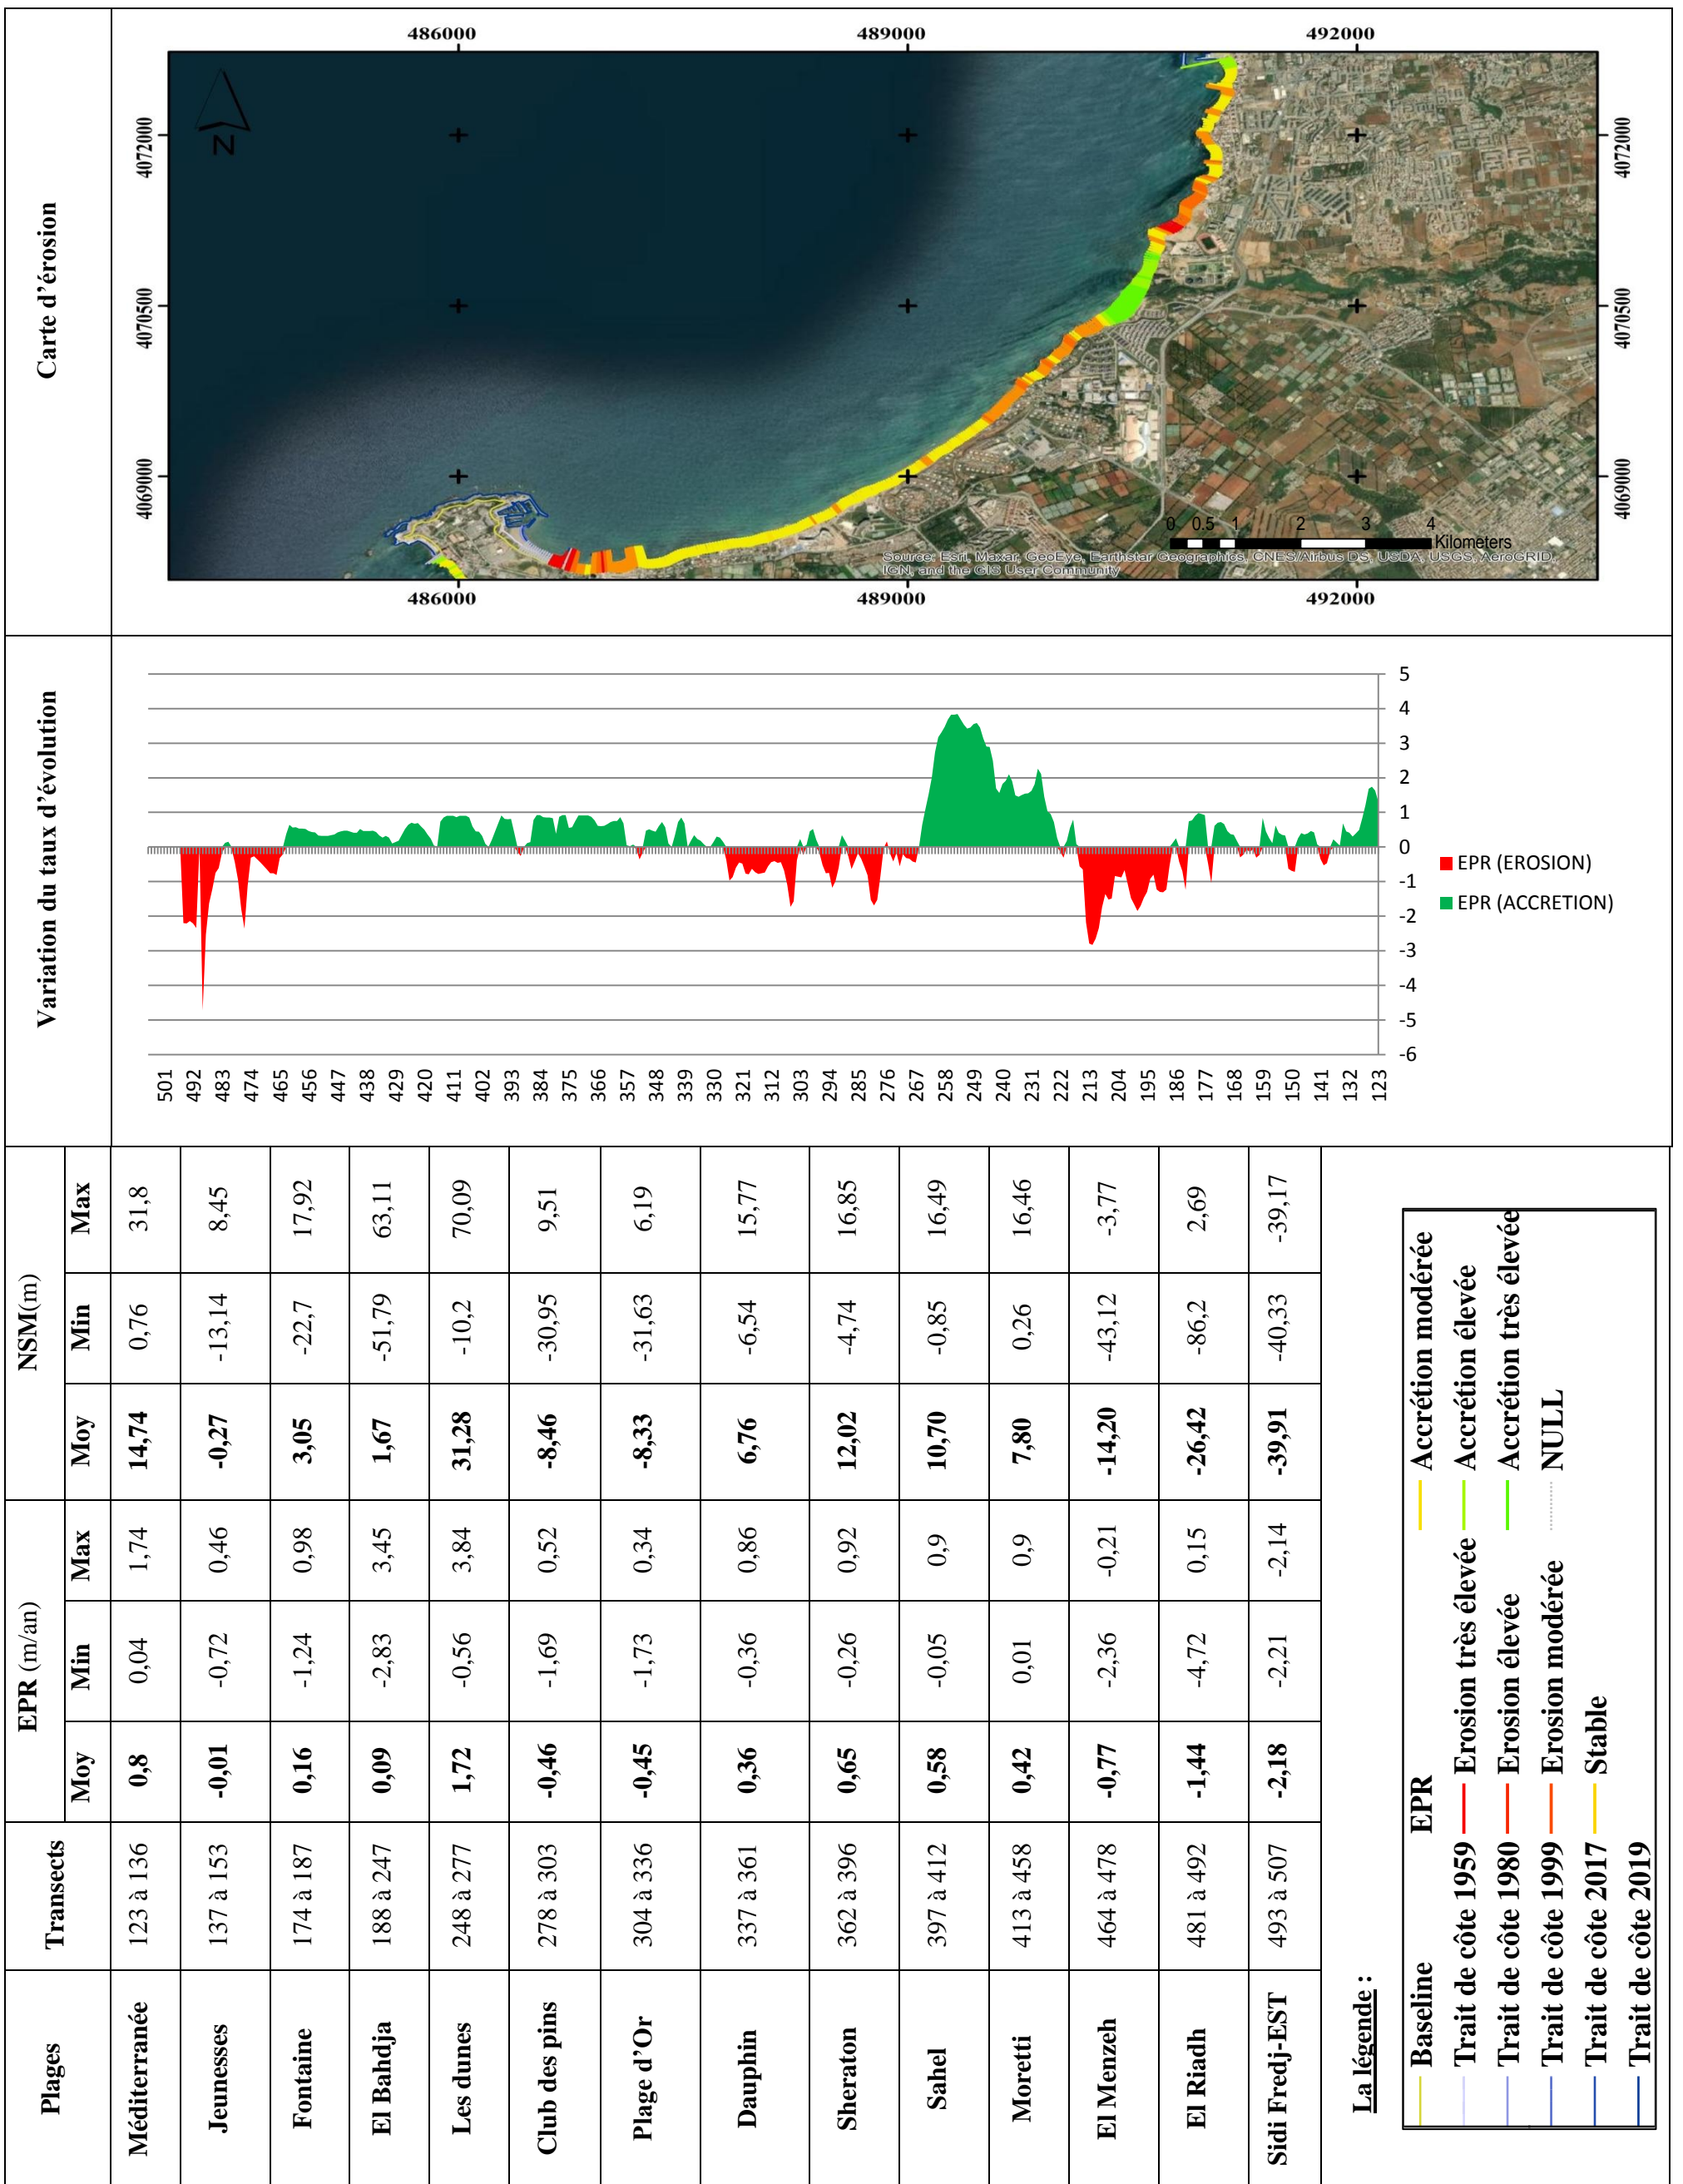 Plages Transects EPR (m/an) NSM(m) Variation du taux d'évolution Carte d'érosion
Moy Min Max Moy Min Max
Méditerranée 123 à 136 0,8 0,04 1,74 14,74 0,76 31,8
Jeunesses 137 à 153 -0,01 -0,72 0,46 -0,27 -13,14 8,45
Fontaine 174 à 187 0,16 -1,24 0,98 3,05 -22,7 17,92
El Bahdja 188 à 247 0,09 -2,83 3,45 1,67 -51,79 63,11
Les dunes 248 à 277 1,72 -0,56 3,84 31,28 -10,2 70,09
Club des pins 278 à 303 -0,46 -1,69 0,52 -8,46 -30,95 9,51
Plage d'Or 304 à 336 -0,45 -1,73 0,34 -8,33 -31,63 6,19
Dauphin 337 à 361 0,36 -0,36 0,86 6,76 -6,54 15,77
Sheraton 362 à 396 0,65 -0,26 0,92 12,02 -4,74 16,85
Sahel 397 à 412 0,58 -0,05 0,9 10,70 -0,85 16,49
Moretti 413 à 458 0,42 0,01 0,9 7,80 0,26 16,46
El Menzeh 464 à 478 -0,77 -2,36 -0,21 -14,20 -43,12 -3,77
El Riadh 481 à 492 -1,44 -4,72 0,15 -26,42 -86,2 2,69
Sidi Fredj-EST 493 à 507 -2,18 -2,21 -2,14 -39,91 -40,33 -39,17
5
4
3
2
1
0
-1
-2
-3
-4
-5
-6
501 492 483 474 465 456 447 438 429 420 411 402 393 384 375 366 357 348 339 330 321 312 303 294 285 276 267 258 249 240 231 222 213 204 195 186 177 168 159 150 141 132 123
EPR (EROSION)
EPR (ACCRETION)
486000 489000 492000
4072000 4072000
4070500 4070500
4069000 4069000
486000 489000 492000
N
0 0.5 1 2 3 4
Kilometers
Source: Esri, Maxar, GeoEye, Earthstar Geographics, CNES/Airbus DS, USDA, USGS, AeroGRID,
IGN, and the GIS User Community
La légende :
Baseline
Trait de côte 1959
Trait de côte 1980
Trait de côte 1999
Trait de côte 2017
Trait de côte 2019
EPR
Erosion très élevée
Erosion élevée
Erosion modérée
Stable
Accrétion modérée
Accrétion élevée
Accrétion très élevée
NULL